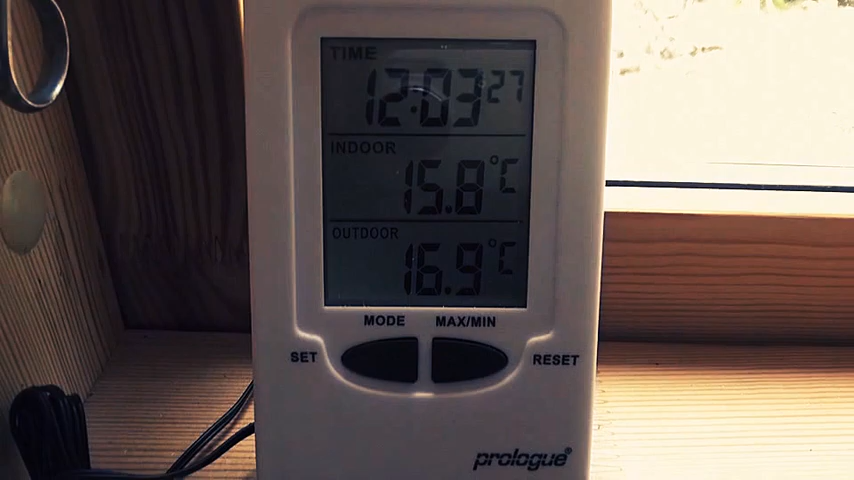 TIME
12:03 27
INDOOR
15.8°C
OUTDOOR
16.9°C
MODE MAX/MIN
SET RESET
prologue®